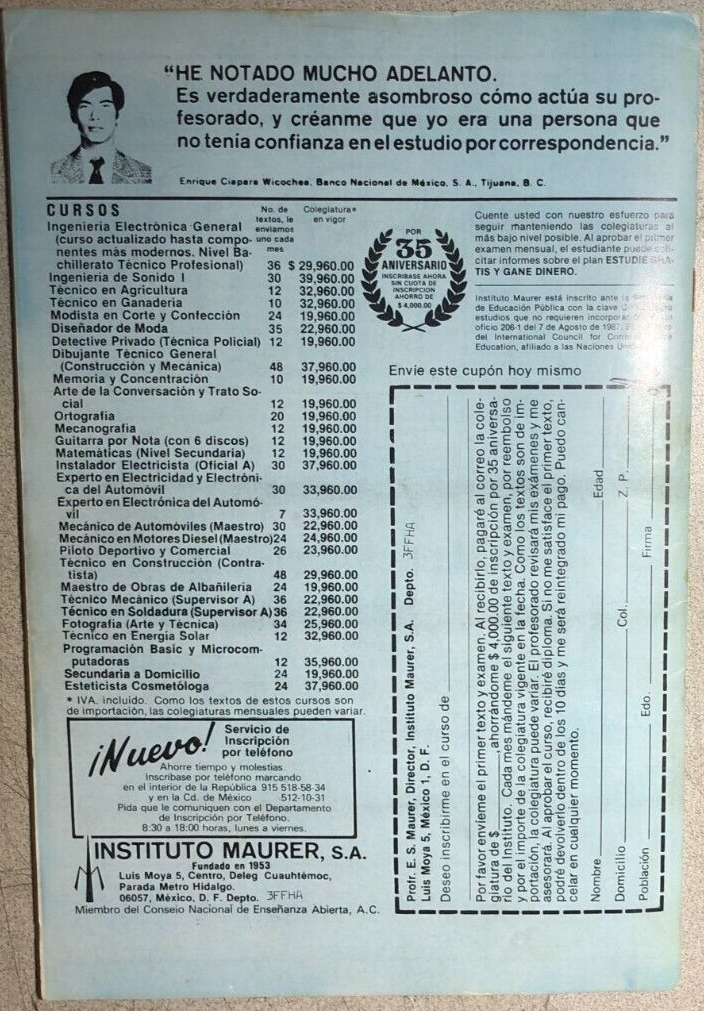 “HE NOTADO MUCHO ADELANTO.
Es verdaderamente asombroso cómo actúa su pro-
fesorado, y créanme que yo era una persona que
no tenía confianza en el estudio por correspondencia.”
Enrique Ciapara Wicochea, Banco Nacional de México, S. A., Tijuana, B. C.
CURSOS
No. de textos, le enviamos uno cada mes
Colegiatura* en vigor
Ingeniería Electrónica General
(curso actualizado hasta compo-
nentes más modernos. Nivel Ba-
chillerato Técnico Profesional) 36 $ 29,960.00
Ingeniería de Sonido I 30 39,960.00
Técnico en Agricultura 12 32,960.00
Técnico en Ganadería 10 32,960.00
Modista en Corte y Confección 24 19,960.00
Diseñador de Moda 35 22,960.00
Detective Privado (Técnica Policial) 12 19,960.00
Dibujante Técnico General
(Construcción y Mecánica) 48 37,960.00
Memoria y Concentración 10 19,960.00
Arte de la Conversación y Trato So-
cial 12 19,960.00
Ortografía 20 19,960.00
Mecanografía 12 19,960.00
Guitarra por Nota (con 6 discos) 12 19,960.00
Matemáticas (Nivel Secundaria) 12 19,960.00
Instalador Electricista (Oficial A) 30 37,960.00
Experto en Electricidad y Electróni-
ca del Automóvil 30 33,960.00
Experto en Electrónica del Automó-
vil 7 33,960.00
Mecánico de Automóviles (Maestro) 30 22,960.00
Mecánico en Motores Diesel (Maestro) 24 24,960.00
Piloto Deportivo y Comercial 26 23,960.00
Técnico en Construcción (Contra-
tista) 48 29,960.00
Maestro de Obras de Albañilería 24 19,960.00
Técnico Mecánico (Supervisor A) 36 22,960.00
Técnico en Soldadura (Supervisor A) 36 22,960.00
Fotografía (Arte y Técnica) 34 25,960.00
Técnico en Energía Solar 12 32,960.00
Programación Basic y Microcom-
putadoras 12 35,960.00
Secundaria a Domicilio 24 19,960.00
Esteticista Cosmetóloga 24 37,960.00
* IVA. incluido. Como los textos de estos cursos son
de importación, las colegiaturas mensuales pueden variar.
¡Nuevo!
Servicio de
Inscripción
por teléfono
Ahorre tiempo y molestias.
Inscríbase por teléfono marcando
en el interior de la República 915 518-58-34
y en la Cd. de México 512-10-31
Pida que le comuniquen con el Departamento
de Inscripción por Teléfono.
8:30 a 18:00 horas, lunes a viernes.
INSTITUTO MAURER, S.A.
Fundado en 1953
Luis Moya 5, Centro, Deleg Cuauhtémoc,
Parada Metro Hidalgo.
06057, México, D. F. Depto. 3FFHA
Miembro del Consejo Nacional de Enseñanza Abierta, A.C.
POR
35
ANIVERSARIO
INSCRIBASE AHORA
SIN CUOTA DE
INSCRIPCION
AHORRO DE
$ 4,000.00
Cuente usted con nuestro esfuerzo para
seguir manteniendo las colegiaturas al
más bajo nivel posible. Al aprobar el primer
examen mensual, el estudiante puede soli-
citar informes sobre el plan ESTUDIE GRA-
TIS Y GANE DINERO.
Instituto Maurer está inscrito ante la
de Educación Pública con la clave
estudios que no requieren
oficio 206-1 del 7 de Agosto de 1987.
del International Council for
Education, afiliado a las Naciones
Envíe este cupón hoy mismo
Profr. E. S. Maurer, Director, Instituto Maurer, S.A. Depto. 3FFHA
Luis Moya 5, México 1, D. F.
Deseo inscribirme en el curso de
Por favor envíeme el primer texto y examen. Al recibirlo, pagaré al correo la cole-
giatura de $ , ahorrándome $ 4,000.00 de inscripción por 35 aniversa-
rio del Instituto. Cada mes mándeme el siguiente texto y examen, por reembolso
y por el importe de la colegiatura vigente en la fecha. Como los textos son de im-
portación, la colegiatura puede variar. El profesorado revisará mis exámenes y me
asesorará. Al aprobar el curso, recibiré diploma. Si no me satisface el primer texto,
podré devolverlo dentro de los 10 días y me será reintegrado mi pago. Puedo can-
celar en cualquier momento.
Nombre Edad
Domicilio Col. Z. P.
Población Edo. Firma